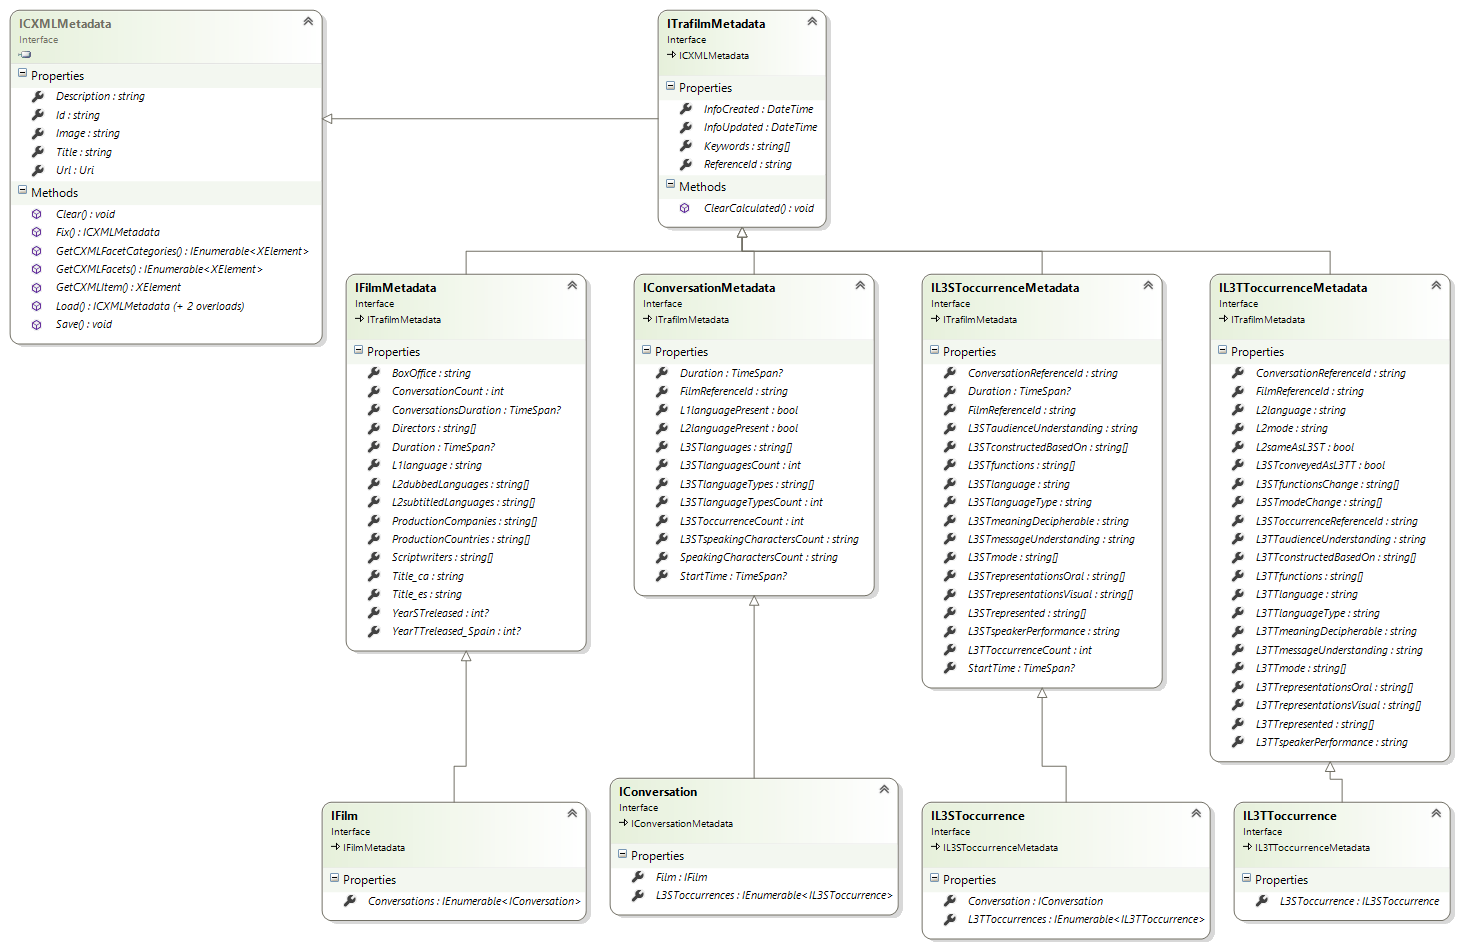 ICXMLMetadata
Interface
Properties
Description : string
Id : string
Image : string
Title : string
Url : Uri
Methods
Clear() : void
Fix() : ICXMLMetadata
GetCXMLFacetCategories() : IEnumerable<XElement>
GetCXMLFacets() : IEnumerable<XElement>
GetCXMLItem() : XElement
Load() : ICXMLMetadata (+ 2 overloads)
Save() : void
ITrafilmMetadata
Interface
ICXMLMetadata
Properties
InfoCreated : DateTime
InfoUpdated : DateTime
Keywords : string[]
ReferenceId : string
Methods
ClearCalculated() : void
IFilmMetadata
Interface
ITrafilmMetadata
Properties
BoxOffice : string
ConversationCount : int
ConversationsDuration : TimeSpan?
Directors : string[]
Duration : TimeSpan?
L1language : string
L2dubbedLanguages : string[]
L2subtitledLanguages : string[]
ProductionCompanies : string[]
ProductionCountries : string[]
Scriptwriters : string[]
Title_ca : string
Title_es : string
YearSTreleased : int?
YearTTreleased_Spain : int?
IConversationMetadata
Interface
ITrafilmMetadata
Properties
Duration : TimeSpan?
FilmReferenceId : string
L1languagePresent : bool
L2languagePresent : bool
L3STlanguages : string[]
L3STlanguagesCount : int
L3STlanguageTypes : string[]
L3STlanguageTypesCount : int
L3SToccurrenceCount : int
L3STspeakingCharactersCount : string
SpeakingCharactersCount : string
StartTime : TimeSpan?
IL3SToccurrenceMetadata
Interface
ITrafilmMetadata
Properties
ConversationReferenceId : string
Duration : TimeSpan?
FilmReferenceId : string
L3STaudienceUnderstanding : string
L3STconstructedBasedOn : string[]
L3STfunctions : string[]
L3STlanguage : string
L3STlanguageType : string
L3STmeaningDecipherable : string
L3STmessageUnderstanding : string
L3STmode : string[]
L3STrepresentationsOral : string[]
L3STrepresentationsVisual : string[]
L3STrepresented : string[]
L3STspeakerPerformance : string
L3TToccurrenceCount : int
StartTime : TimeSpan?
IL3TToccurrenceMetadata
Interface
ITrafilmMetadata
Properties
ConversationReferenceId : string
FilmReferenceId : string
L2language : string
L2mode : string
L2sameAsL3ST : bool
L3STconveyedAsL3TT : bool
L3STfunctionsChange : string[]
L3STmodeChange : string[]
L3SToccurrenceReferenceId : string
L3TTaudienceUnderstanding : string
L3TTconstructedBasedOn : string[]
L3TTfunctions : string[]
L3TTlanguage : string
L3TTlanguageType : string
L3TTmeaningDecipherable : string
L3TTmessageUnderstanding : string
L3TTmode : string[]
L3TTrepresentationsOral : string[]
L3TTrepresentationsVisual : string[]
L3TTrepresented : string[]
L3TTspeakerPerformance : string
IFilm
Interface
IFilmMetadata
Properties
Conversations : IEnumerable<IConversation>
IConversation
Interface
IConversationMetadata
Properties
Film : IFilm
L3SToccurrences : IEnumerable<IL3SToccurrence>
IL3SToccurrence
Interface
IL3SToccurrenceMetadata
Properties
Conversation : IConversation
L3TToccurrences : IEnumerable<IL3TToccurrence>
IL3TToccurrence
Interface
IL3TToccurrenceMetadata
Properties
L3SToccurrence : IL3SToccurrence